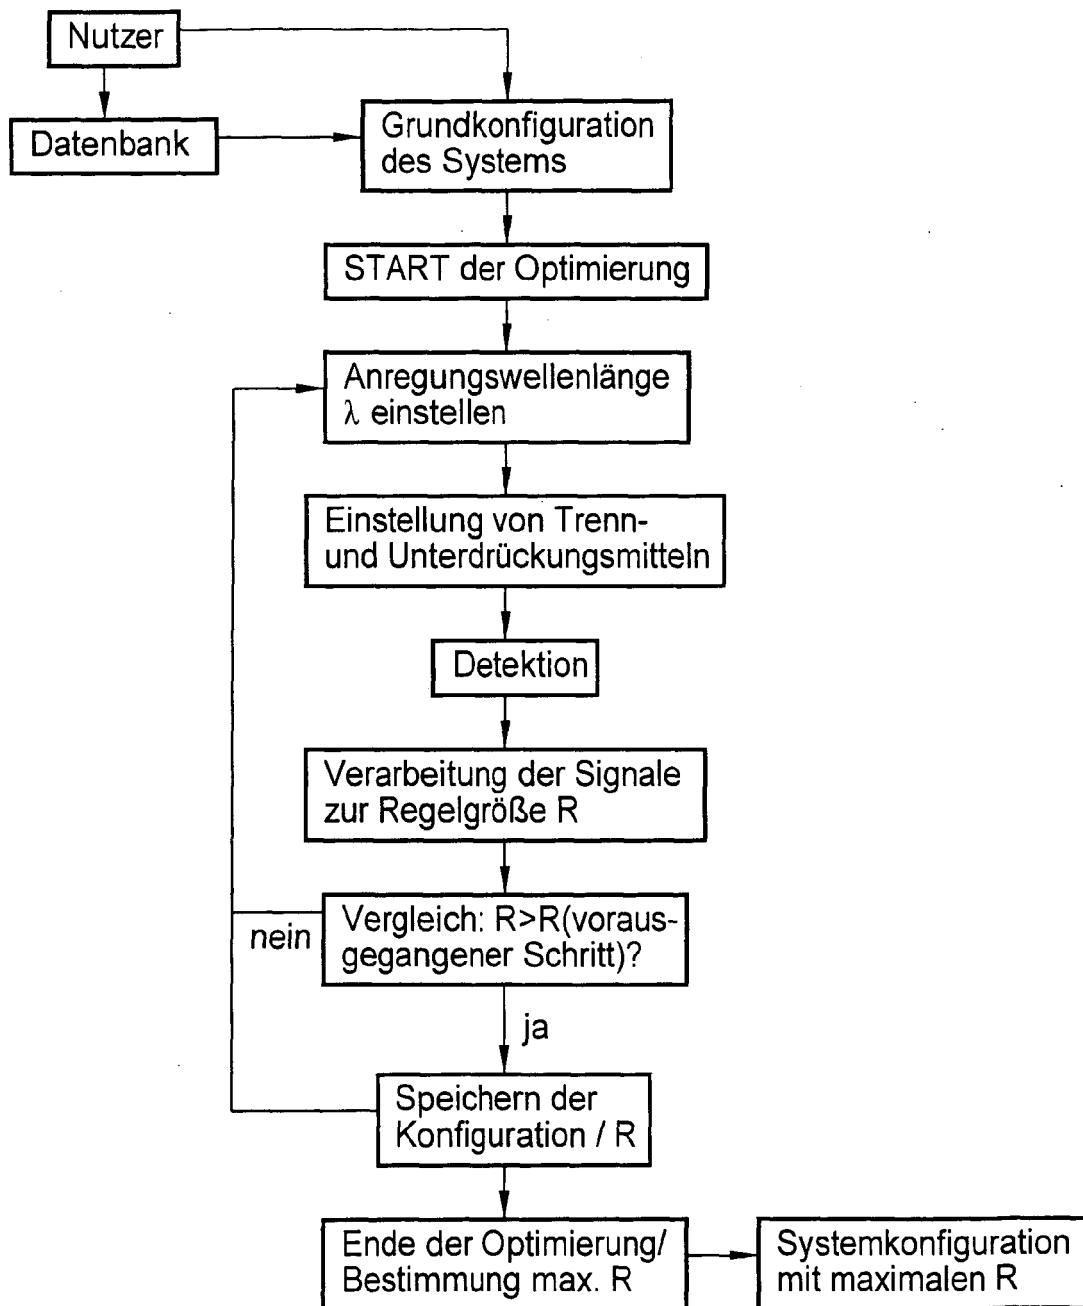 Nutzer
Datenbank
Grundkonfiguration
des Systems
START der Optimierung
Anregungswellenlänge
λ einstellen
Einstellung von Trenn-
und Unterdrückungsmitteln
Detektion
Verarbeitung der Signale
zur Regelgröße R
Vergleich: R>R(voraus-
gegangener Schritt)?
nein
ja
Speichern der
Konfiguration / R
Ende der Optimierung/
Bestimmung max. R
Systemkonfiguration
mit maximalen R